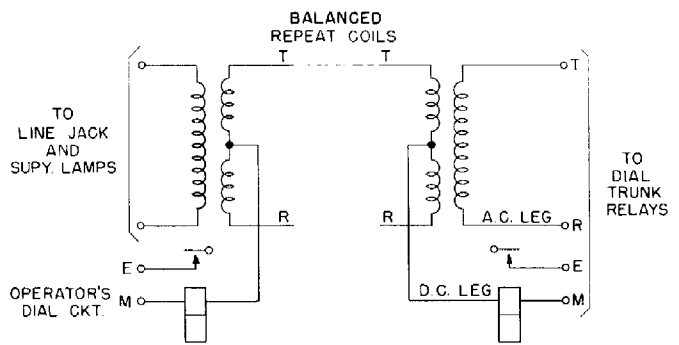 BALANCED
REPEAT COILS
T T
T
TO
LINE JACK
AND
SUPY. LAMPS
TO
DIAL
TRUNK
RELAYS
R R A.C. LEG R
E E
OPERATOR'S
DIAL CKT.
M D.C. LEG M